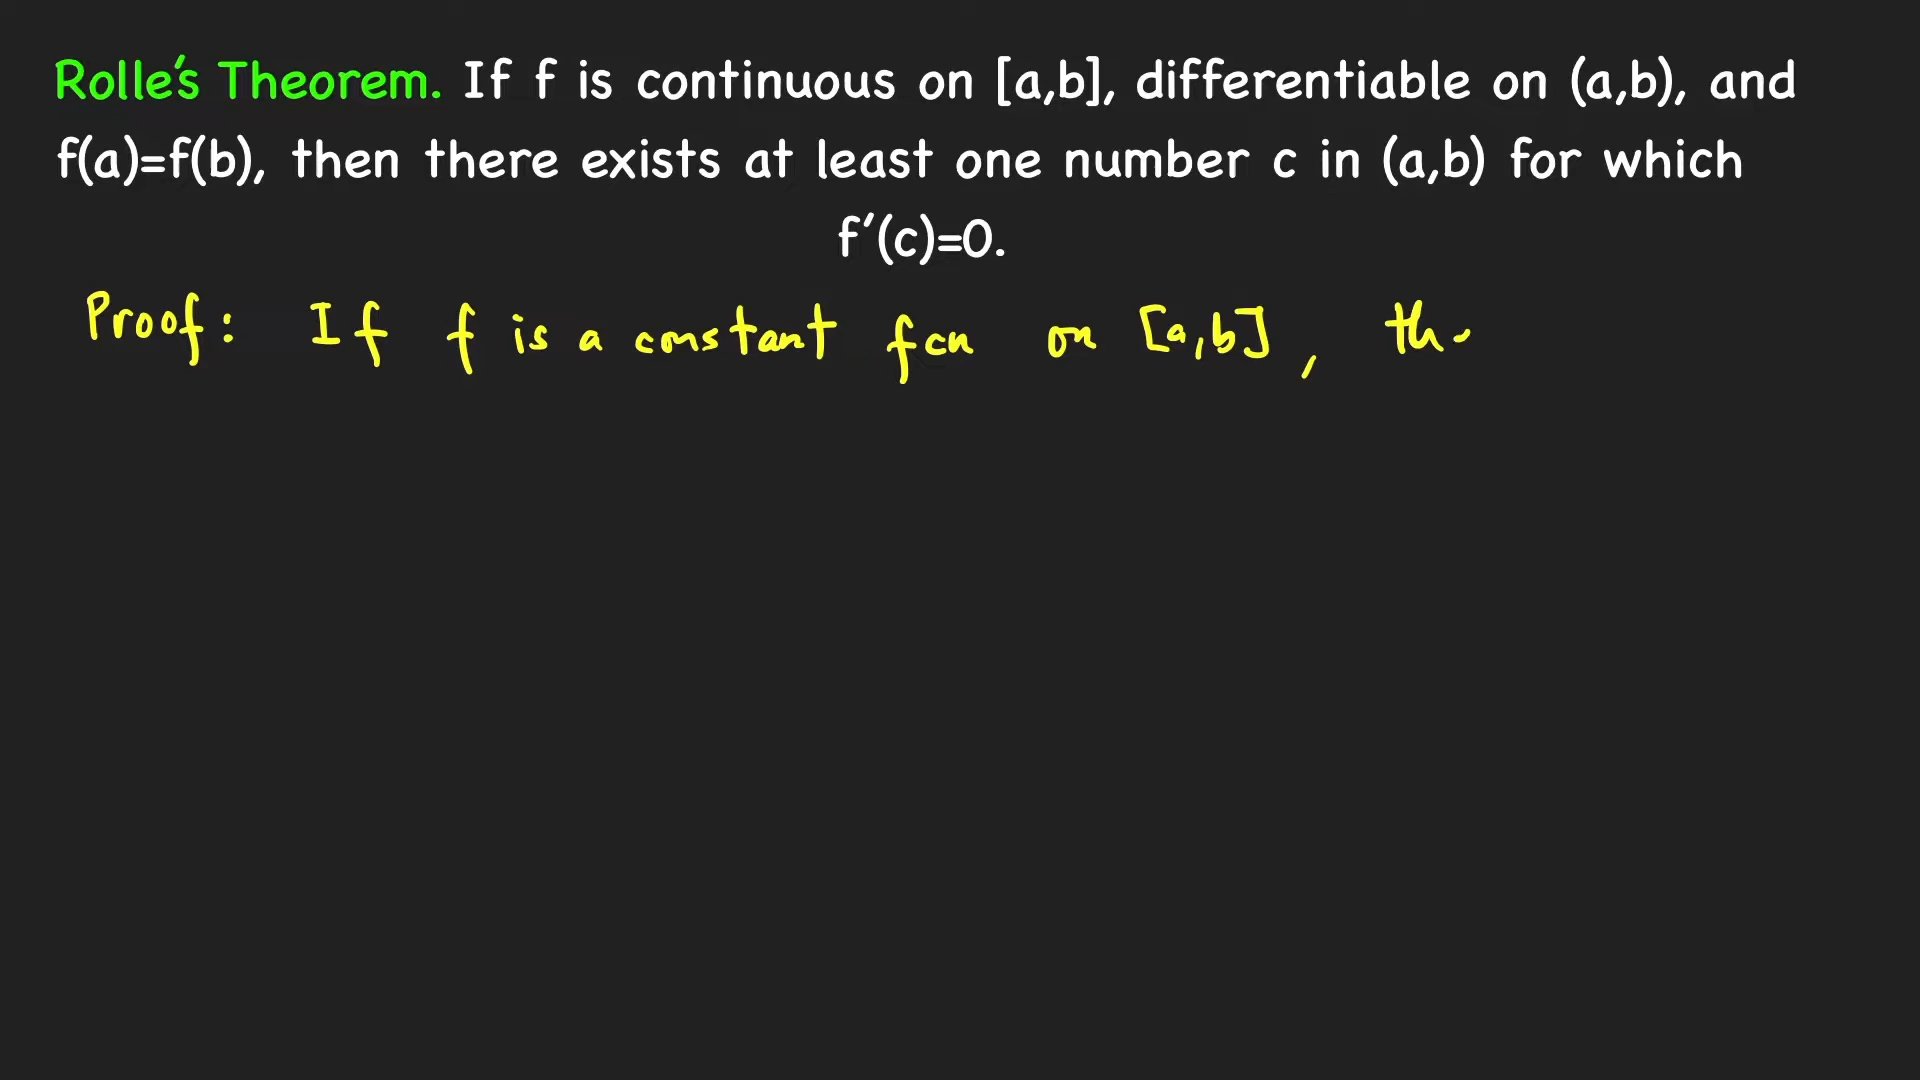 Rolle's Theorem. If f is continuous on [a,b], differentiable on (a,b), and
f(a)=f(b), then there exists at least one number c in (a,b) for which
f'(c)=0.
Proof: If f is a constant fcn on [a,b], th